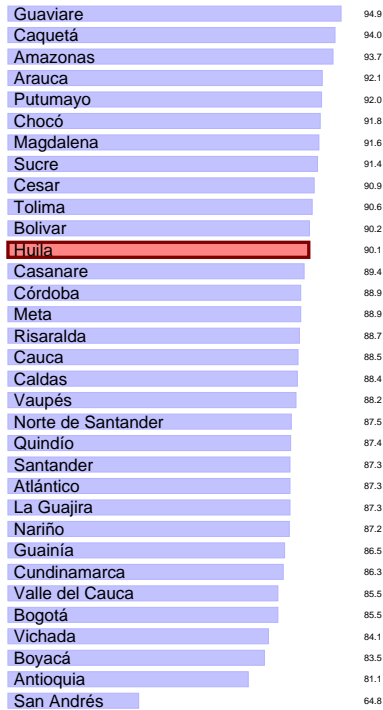 Guaviare 94.9
Caquetá 94.0
Amazonas 93.7
Arauca 92.1
Putumayo 92.0
Chocó 91.8
Magdalena 91.6
Sucre 91.4
Cesar 90.9
Tolima 90.6
Bolivar 90.2
Huila 90.1
Casanare 89.4
Córdoba 88.9
Meta 88.9
Risaralda 88.7
Cauca 88.5
Caldas 88.4
Vaupés 88.2
Norte de Santander 87.5
Quindío 87.4
Santander 87.3
Atlántico 87.3
La Guajira 87.3
Nariño 87.2
Guainía 86.5
Cundinamarca 86.3
Valle del Cauca 85.5
Bogotá 85.5
Vichada 84.1
Boyacá 83.5
Antioquia 81.1
San Andrés 64.8